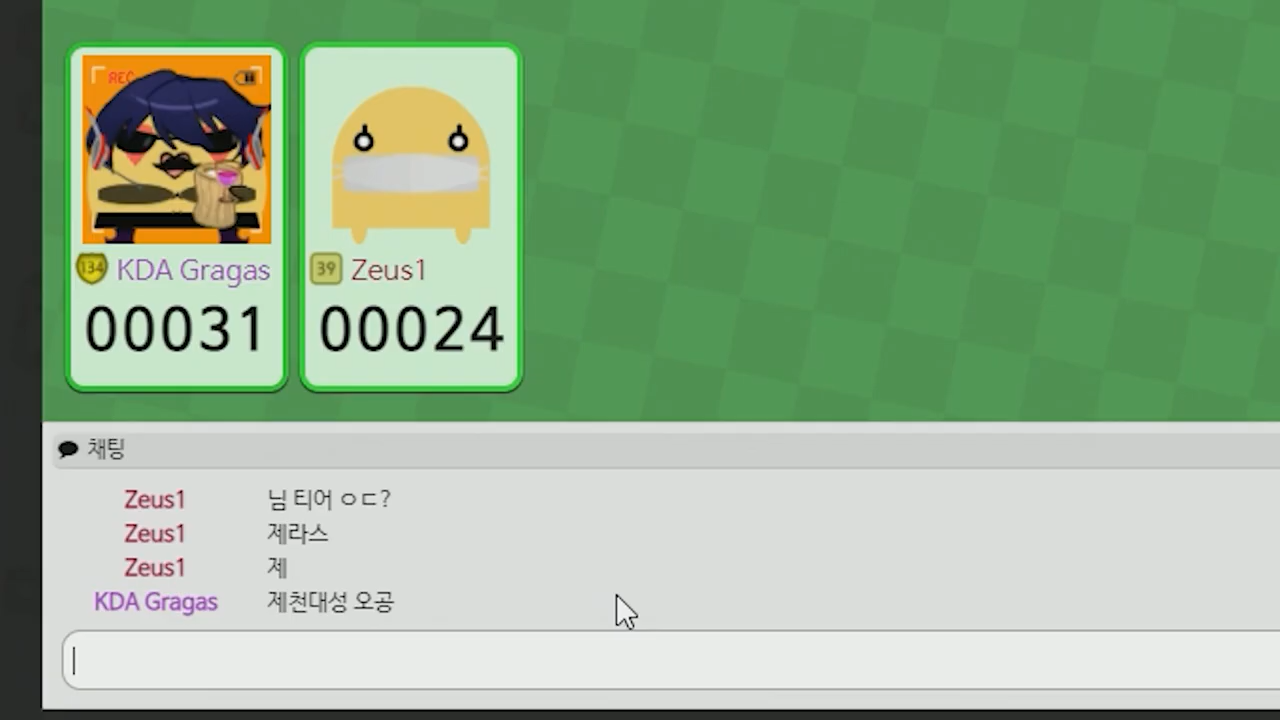 REC
134 KDA Gragas
00031
39 Zeus1
00024
채팅
Zeus1 님 티어 ㅇㄷ?
Zeus1 제라스
Zeus1 제
KDA Gragas 제천대성 오공